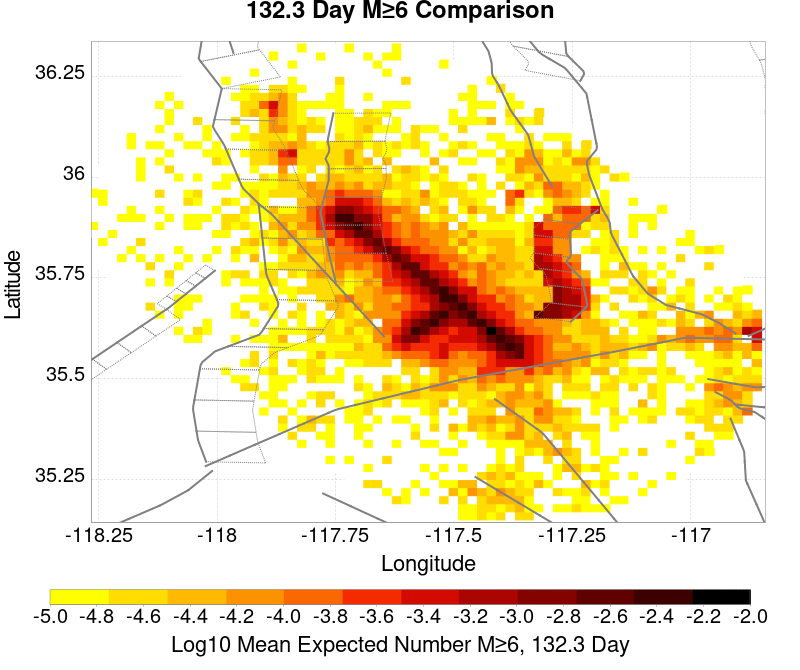 132.3 Day M≥6 Comparison
36.25
36
35.75
35.5
35.25
Latitude
-118.25 -118 -117.75 -117.5 -117.25 -117
Longitude
-5.0 -4.8 -4.6 -4.4 -4.2 -4.0 -3.8 -3.6 -3.4 -3.2 -3.0 -2.8 -2.6 -2.4 -2.2 -2.0
Log10 Mean Expected Number M≥6, 132.3 Day